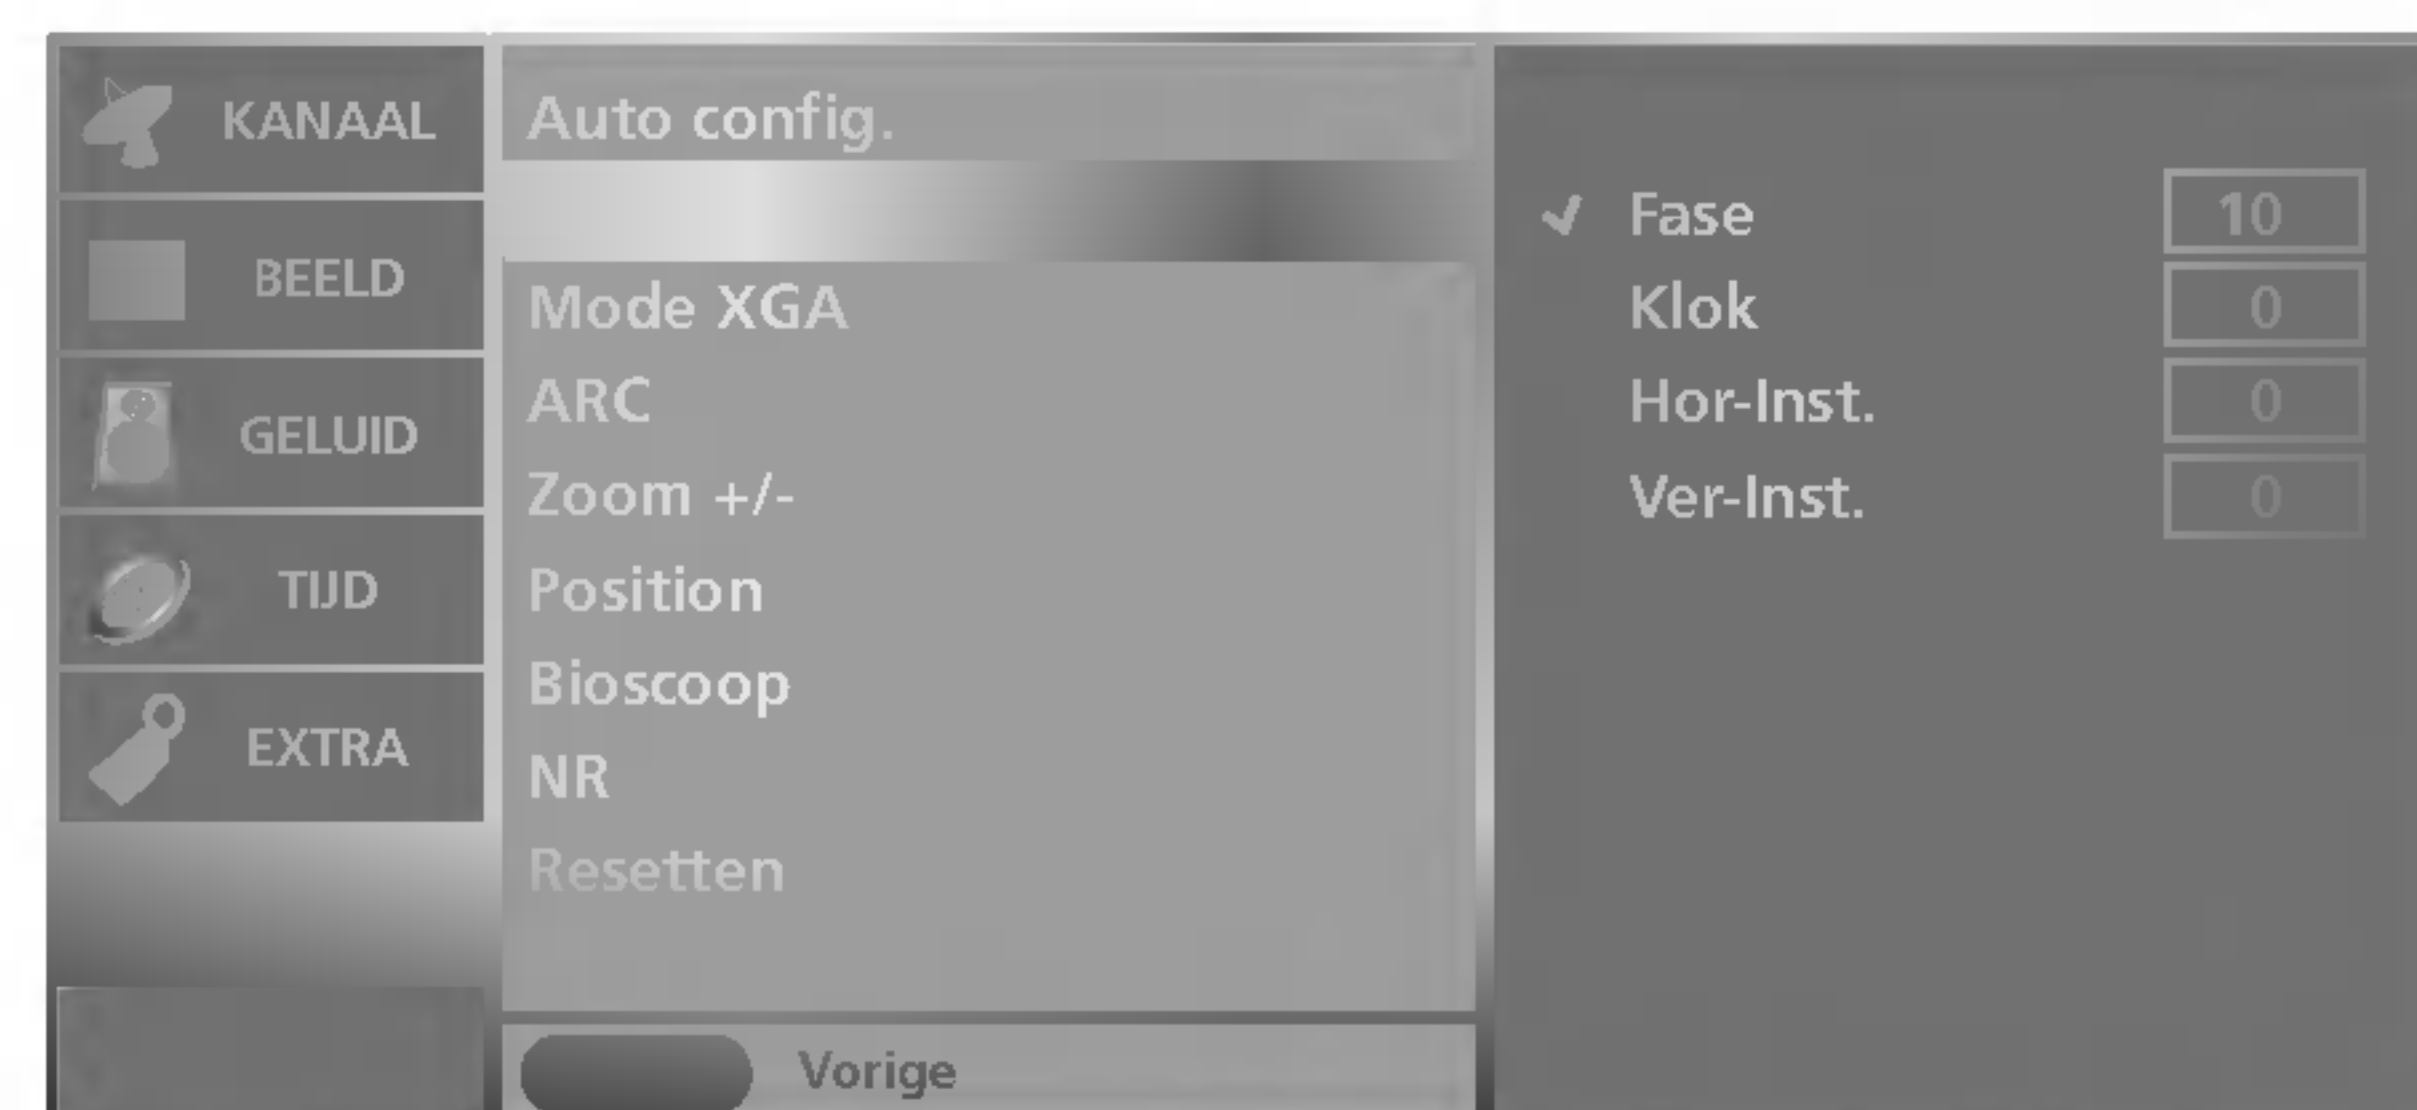 KANAAL
BEELD
GELUID
TIJD
EXTRA
Auto config.
Mode XGA
ARC
Zoom +/-
Position
Bioscoop
NR
Resetten
Vorige
Fase 10
Klok 0
Hor-Inst. 0
Ver-Inst. 0